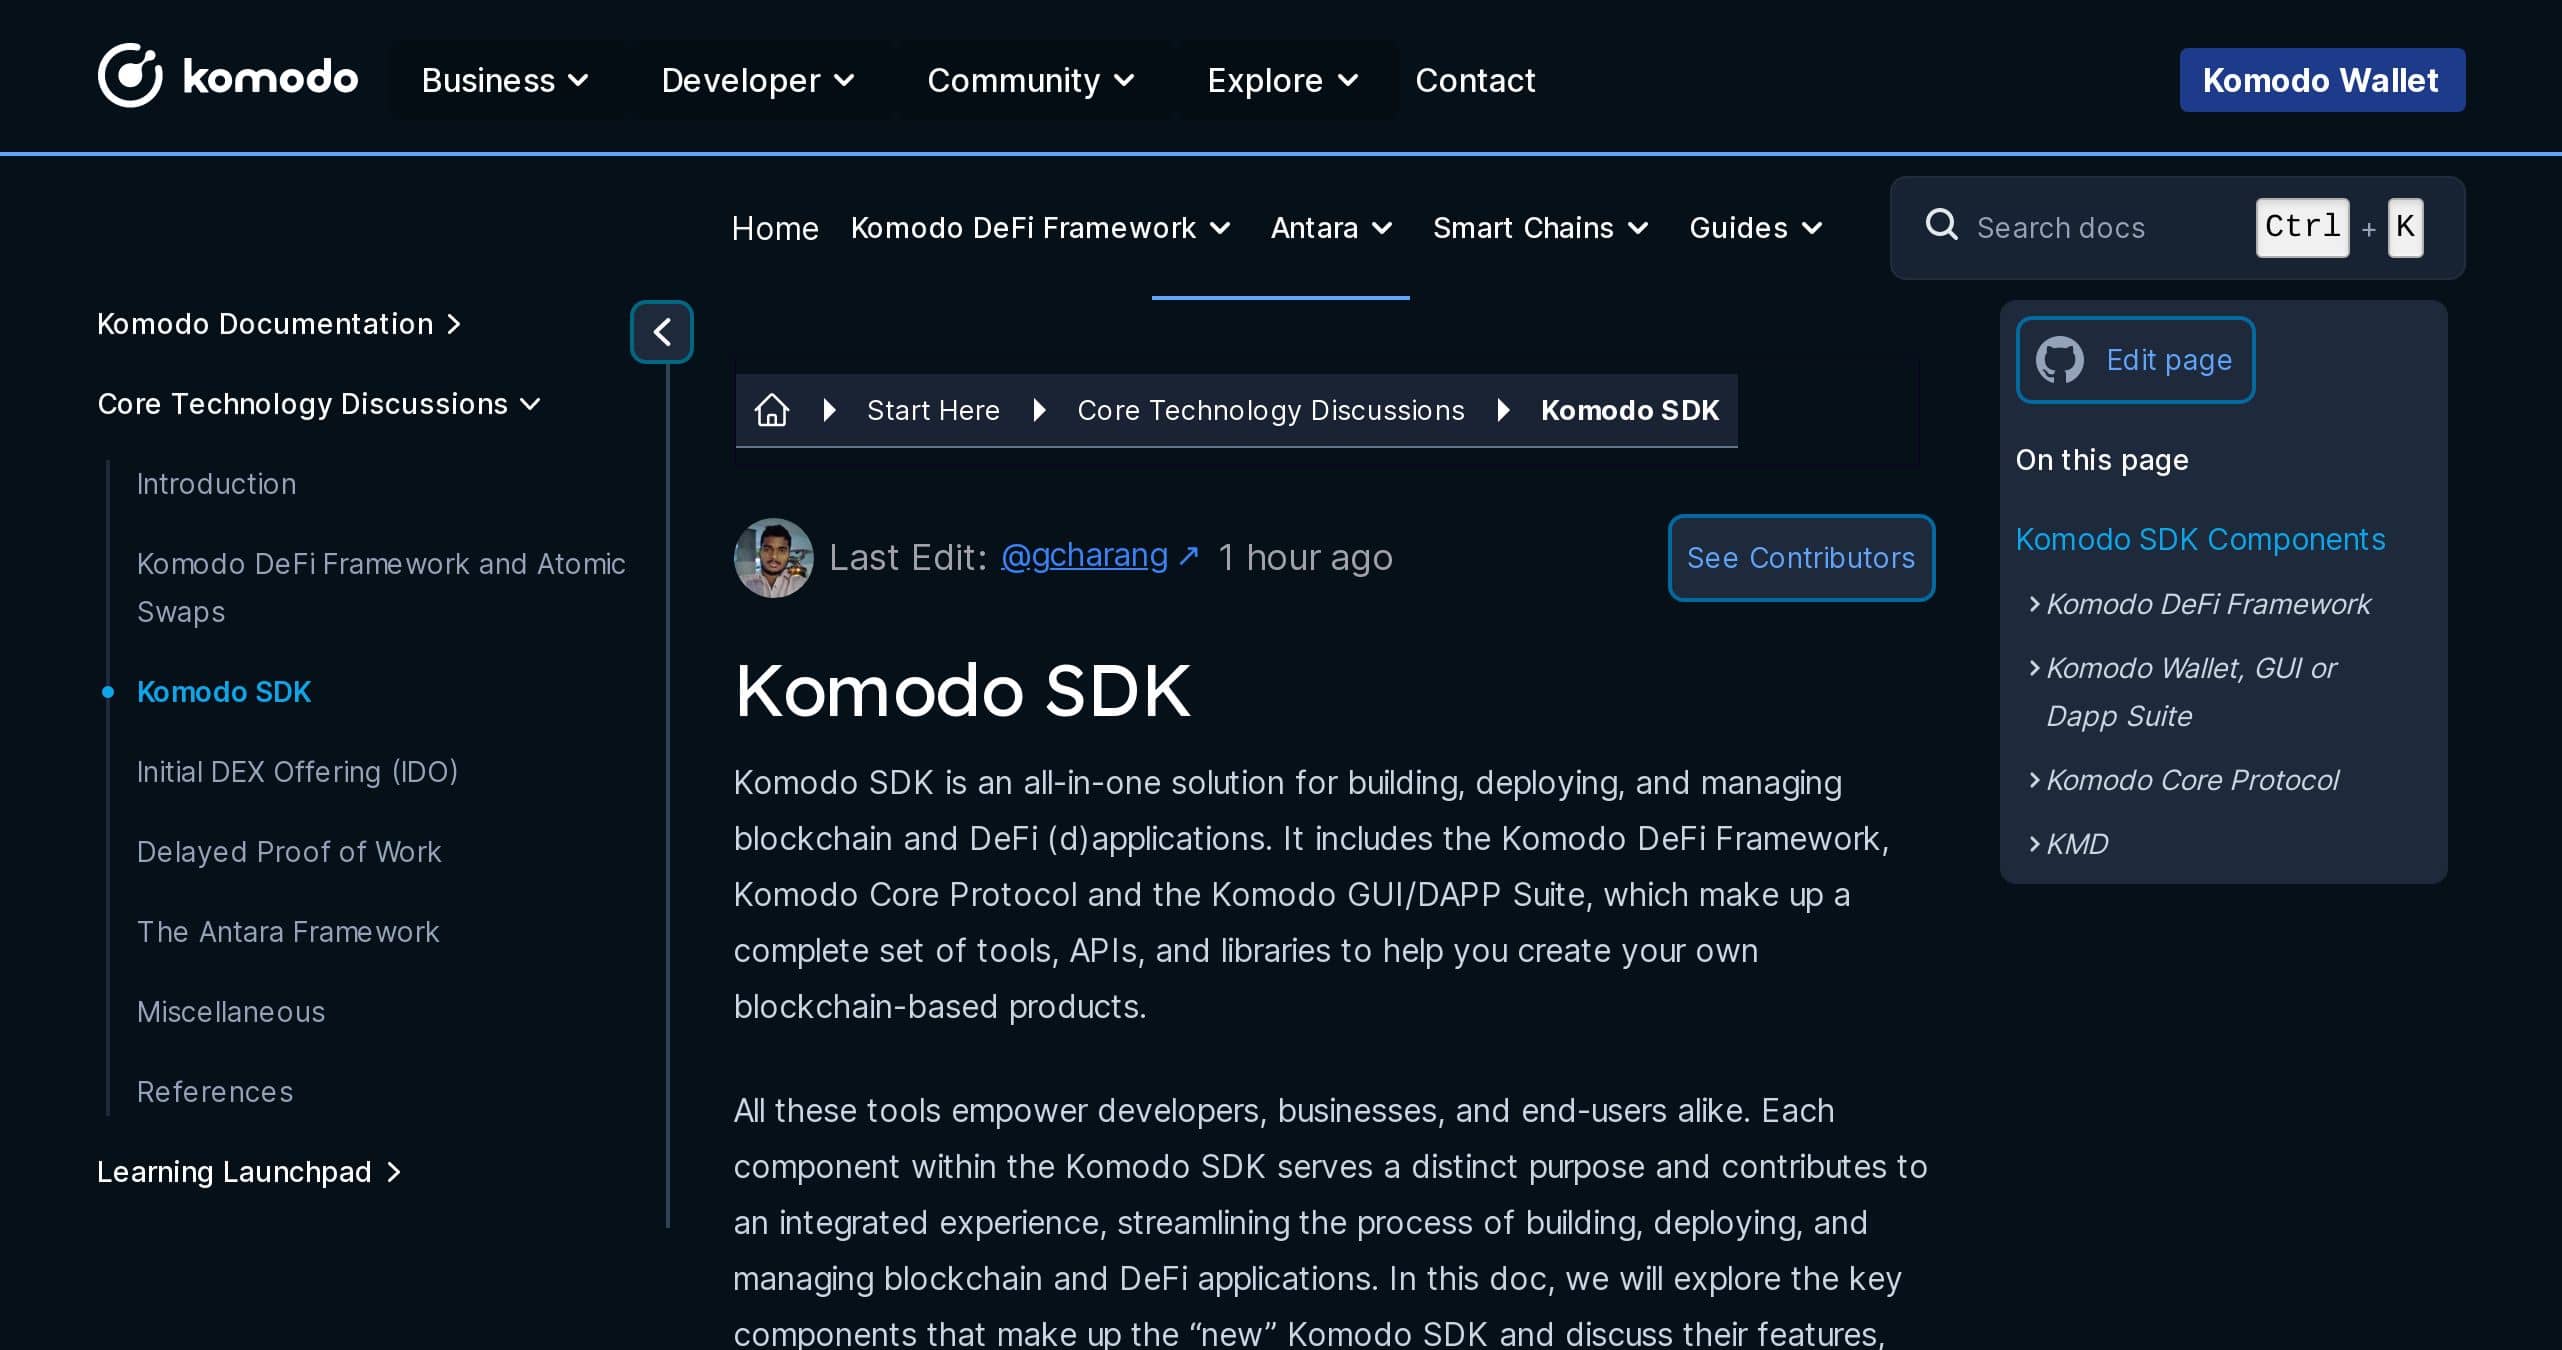 komodo
Business
Developer
Community
Explore
Contact
Komodo Wallet
Home
Komodo DeFi Framework
Antara
Smart Chains
Guides
Search docs
Ctrl + K
Komodo Documentation
Core Technology Discussions
Introduction
Komodo DeFi Framework and Atomic
Swaps
Komodo SDK
Initial DEX Offering (IDO)
Delayed Proof of Work
The Antara Framework
Miscellaneous
References
Learning Launchpad
Start Here
Core Technology Discussions
Komodo SDK
Last Edit: @gcharang ↗ 1 hour ago
See Contributors
Komodo SDK
Komodo SDK is an all-in-one solution for building, deploying, and managing
blockchain and DeFi (d)applications. It includes the Komodo DeFi Framework,
Komodo Core Protocol and the Komodo GUI/DAPP Suite, which make up a
complete set of tools, APIs, and libraries to help you create your own
blockchain-based products.
All these tools empower developers, businesses, and end-users alike. Each
component within the Komodo SDK serves a distinct purpose and contributes to
an integrated experience, streamlining the process of building, deploying, and
managing blockchain and DeFi applications. In this doc, we will explore the key
components that make up the “new” Komodo SDK and discuss their features,
Edit page
On this page
Komodo SDK Components
Komodo DeFi Framework
Komodo Wallet, GUI or
Dapp Suite
Komodo Core Protocol
KMD